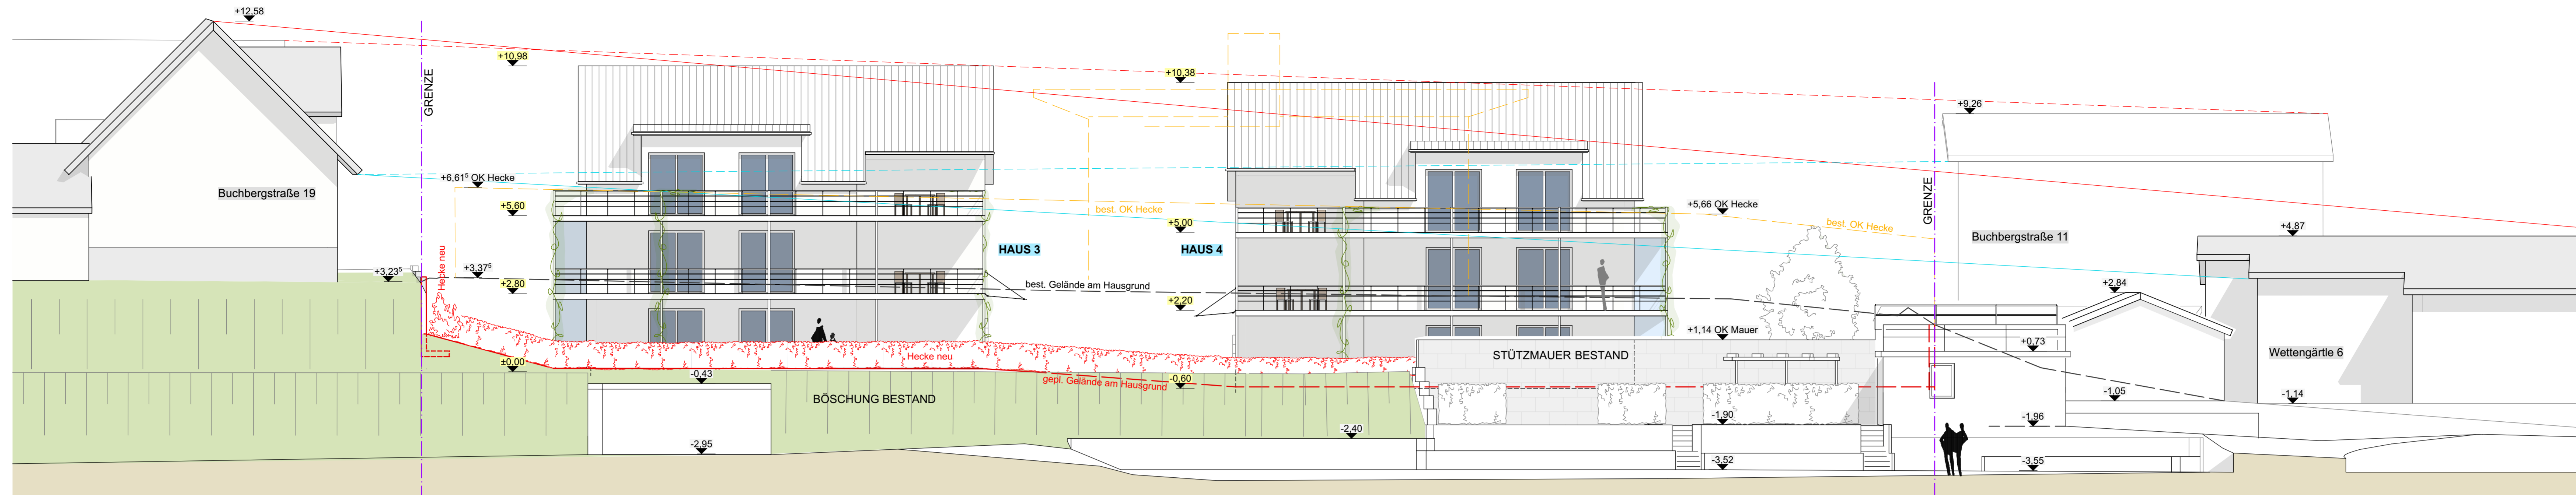 +12,58
+10,98
GRENZE
+10,38
+9,26
Buchbergstraße 19
+6,61⁵ OK Hecke
+5,60
best. OK Hecke
+5,00
+5,66 OK Hecke
best. OK Hecke
GRENZE
Buchbergstraße 11
+4,87
HAUS 3
HAUS 4
Hecke neu
+3,23⁵
+3,37⁵
+2,80
best. Gelände am Hausgrund
+2,20
+2,84
+1,14 OK Mauer
+0,73
STÜTZMAUER BESTAND
Wettengärtle 6
Hecke neu
±0,00
-0,43
gepl. Gelände am Hausgrund
-0,60
BÖSCHUNG BESTAND
-1,05
-1,14
-1,90
-1,96
-2,40
-2,95
-3,52
-3,55